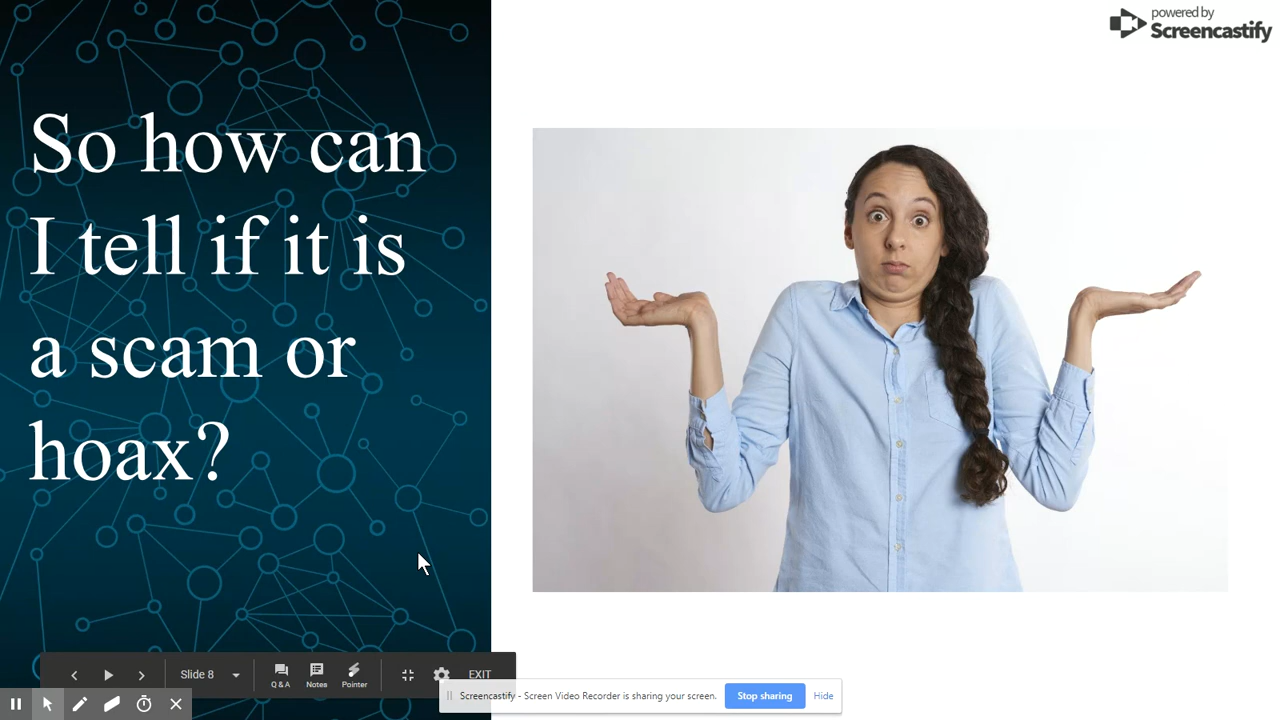 powered by
Screencastify
So how can
I tell if it is
a scam or
hoax?
Slide 8
Q & A
Notes
Pointer
EXIT
Screencastify - Screen Video Recorder is sharing your screen.
Stop sharing
Hide